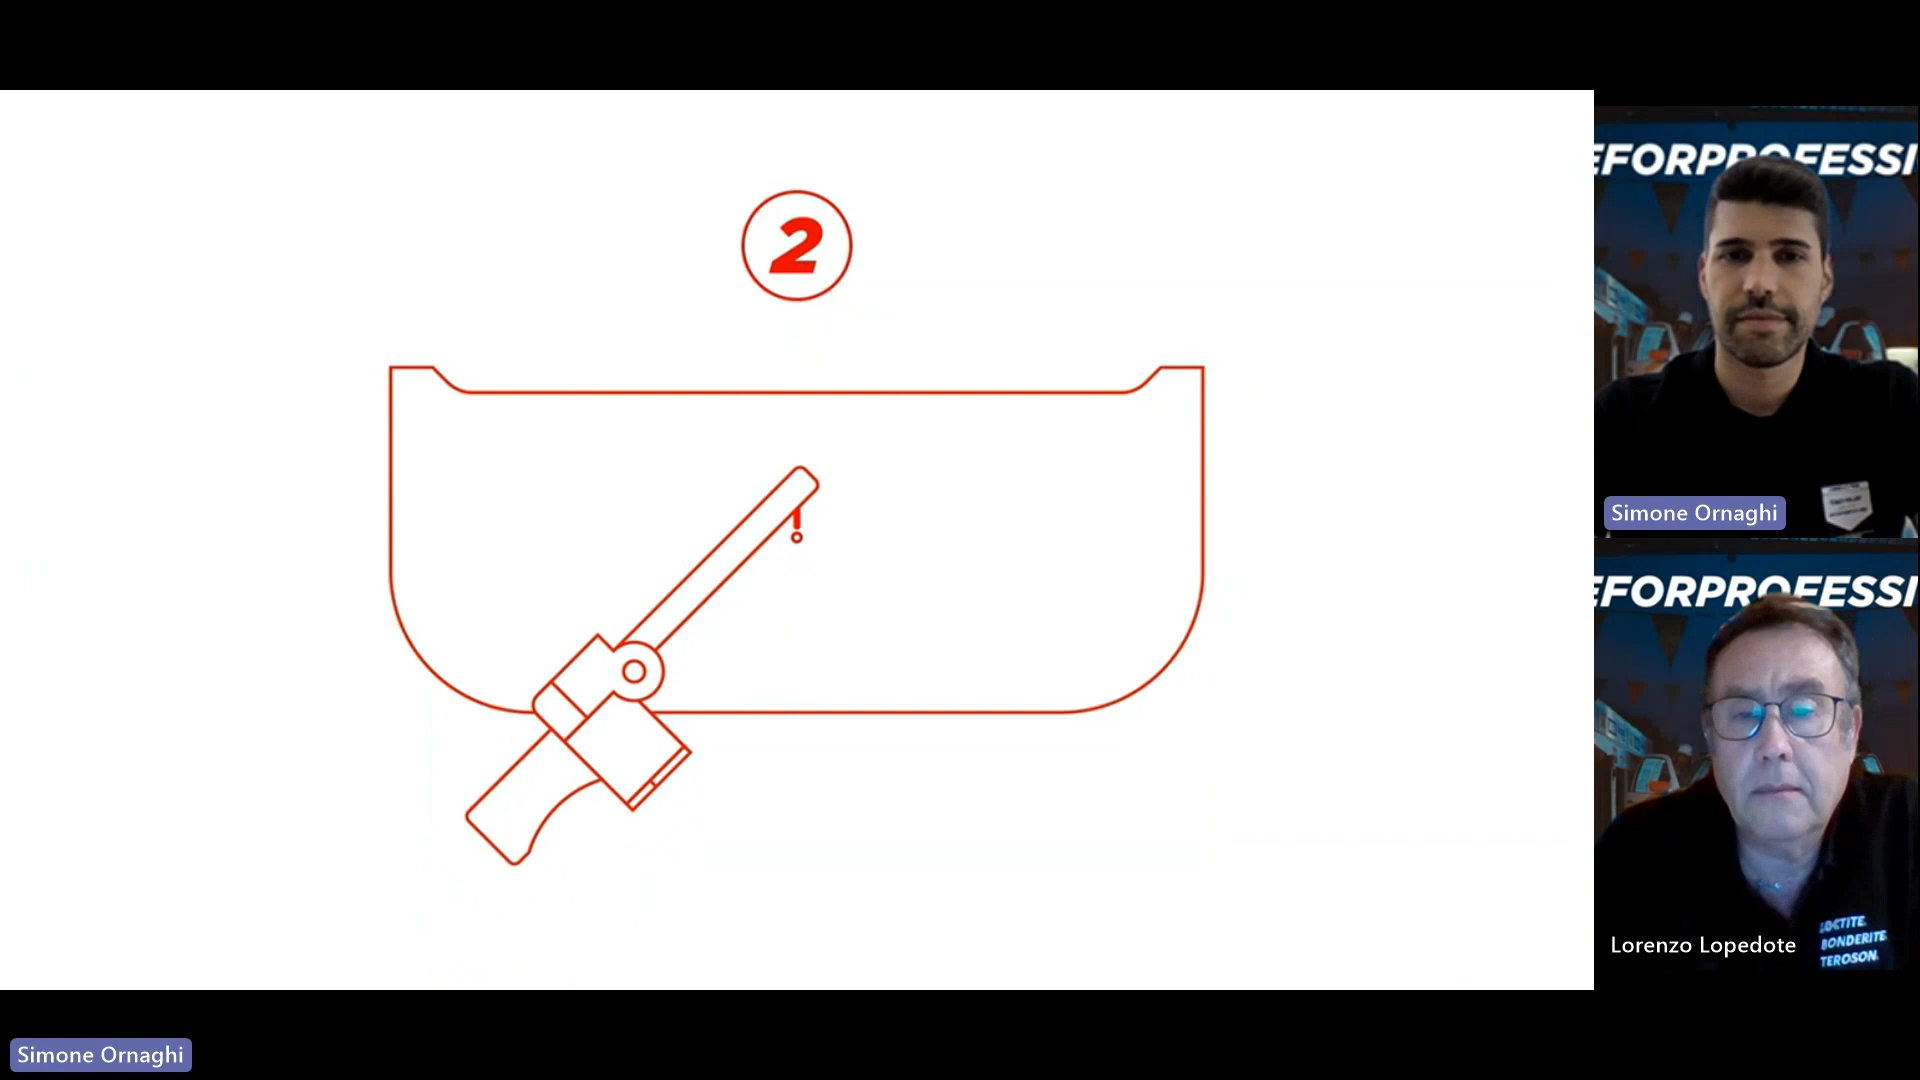 2
EFORPROFESSI
Simone Ornaghi
EFORPROFESSI
Lorenzo Lopedote
LOCTITE
BONDERITE
TEROSON
Simone Ornaghi